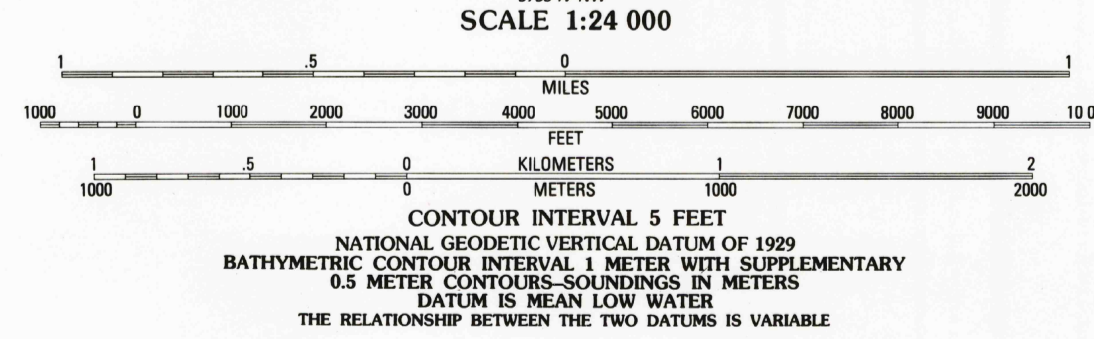 SCALE 1:24 000
1 .5 0 1
MILES
1000 0 1000 2000 3000 4000 5000 6000 7000 8000 9000 10 0
FEET
1 .5 0 KILOMETERS 1 2
1000 0 METERS 1000 2000
CONTOUR INTERVAL 5 FEET
NATIONAL GEODETIC VERTICAL DATUM OF 1929
BATHYMETRIC CONTOUR INTERVAL 1 METER WITH SUPPLEMENTARY
0.5 METER CONTOURS–SOUNDINGS IN METERS
DATUM IS MEAN LOW WATER
THE RELATIONSHIP BETWEEN THE TWO DATUMS IS VARIABLE